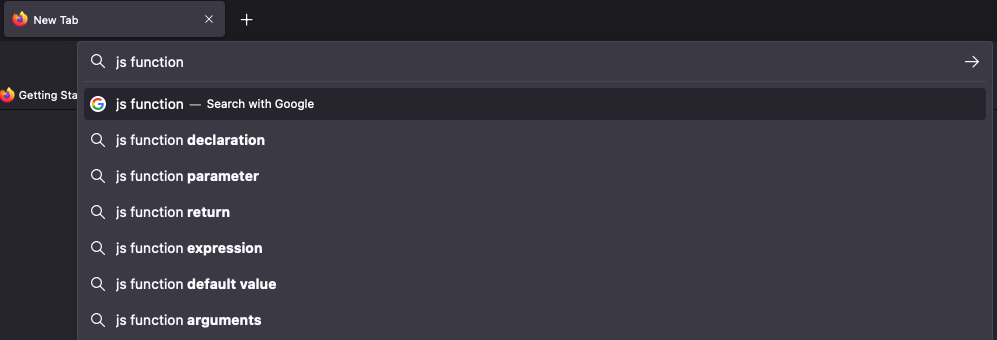 New Tab
js function
Getting Sta
js function — Search with Google
js function declaration
js function parameter
js function return
js function expression
js function default value
js function arguments